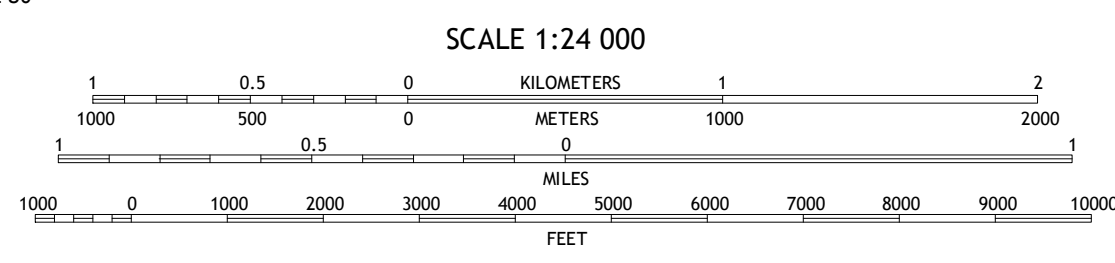 SCALE 1:24 000
1 0.5 0 KILOMETERS 1 2
1000 500 0 METERS 1000 2000
1 0.5 0 1
MILES
1000 0 1000 2000 3000 4000 5000 6000 7000 8000 9000 10000
FEET